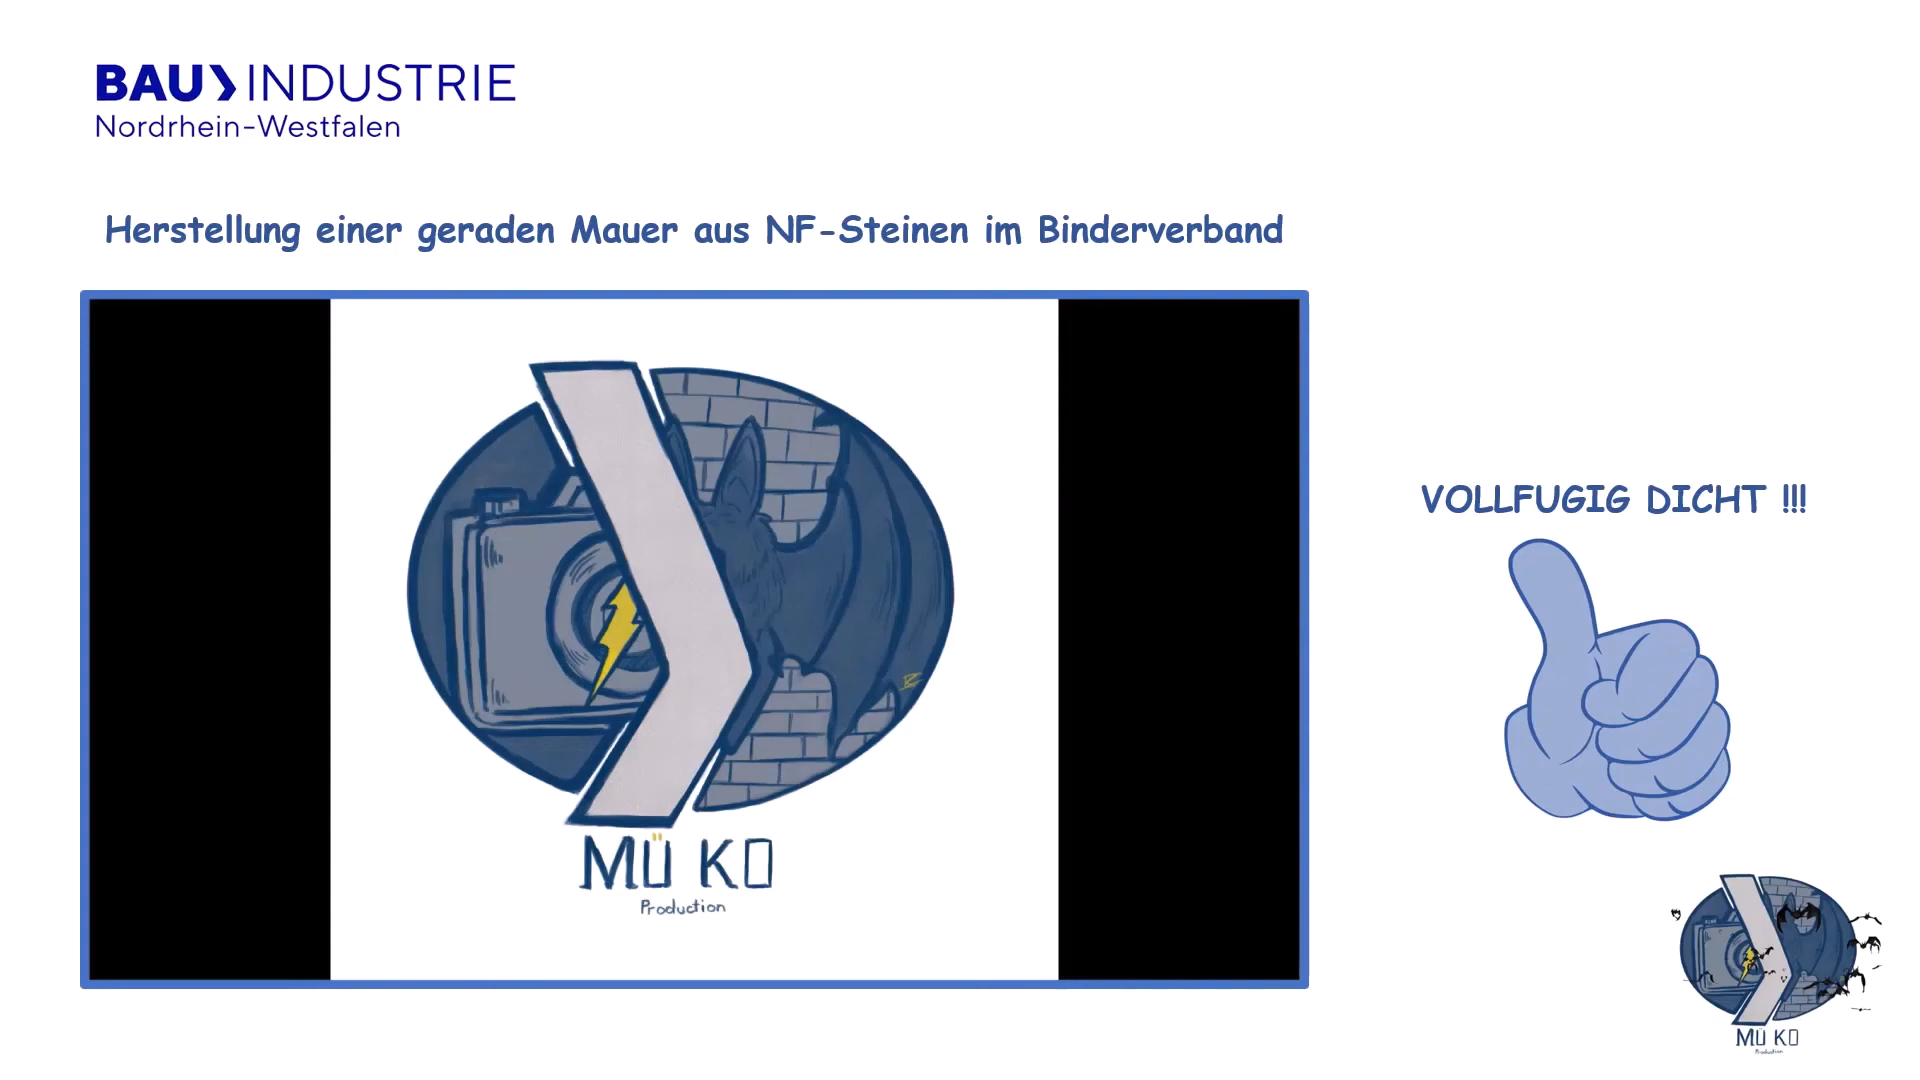 BAU INDUSTRIE
Nordrhein-Westfalen
Herstellung einer geraden Mauer aus NF-Steinen im Binderverband
MÜ KO
Production
VOLLFUGIG DICHT !!!
MÜ KO
Production